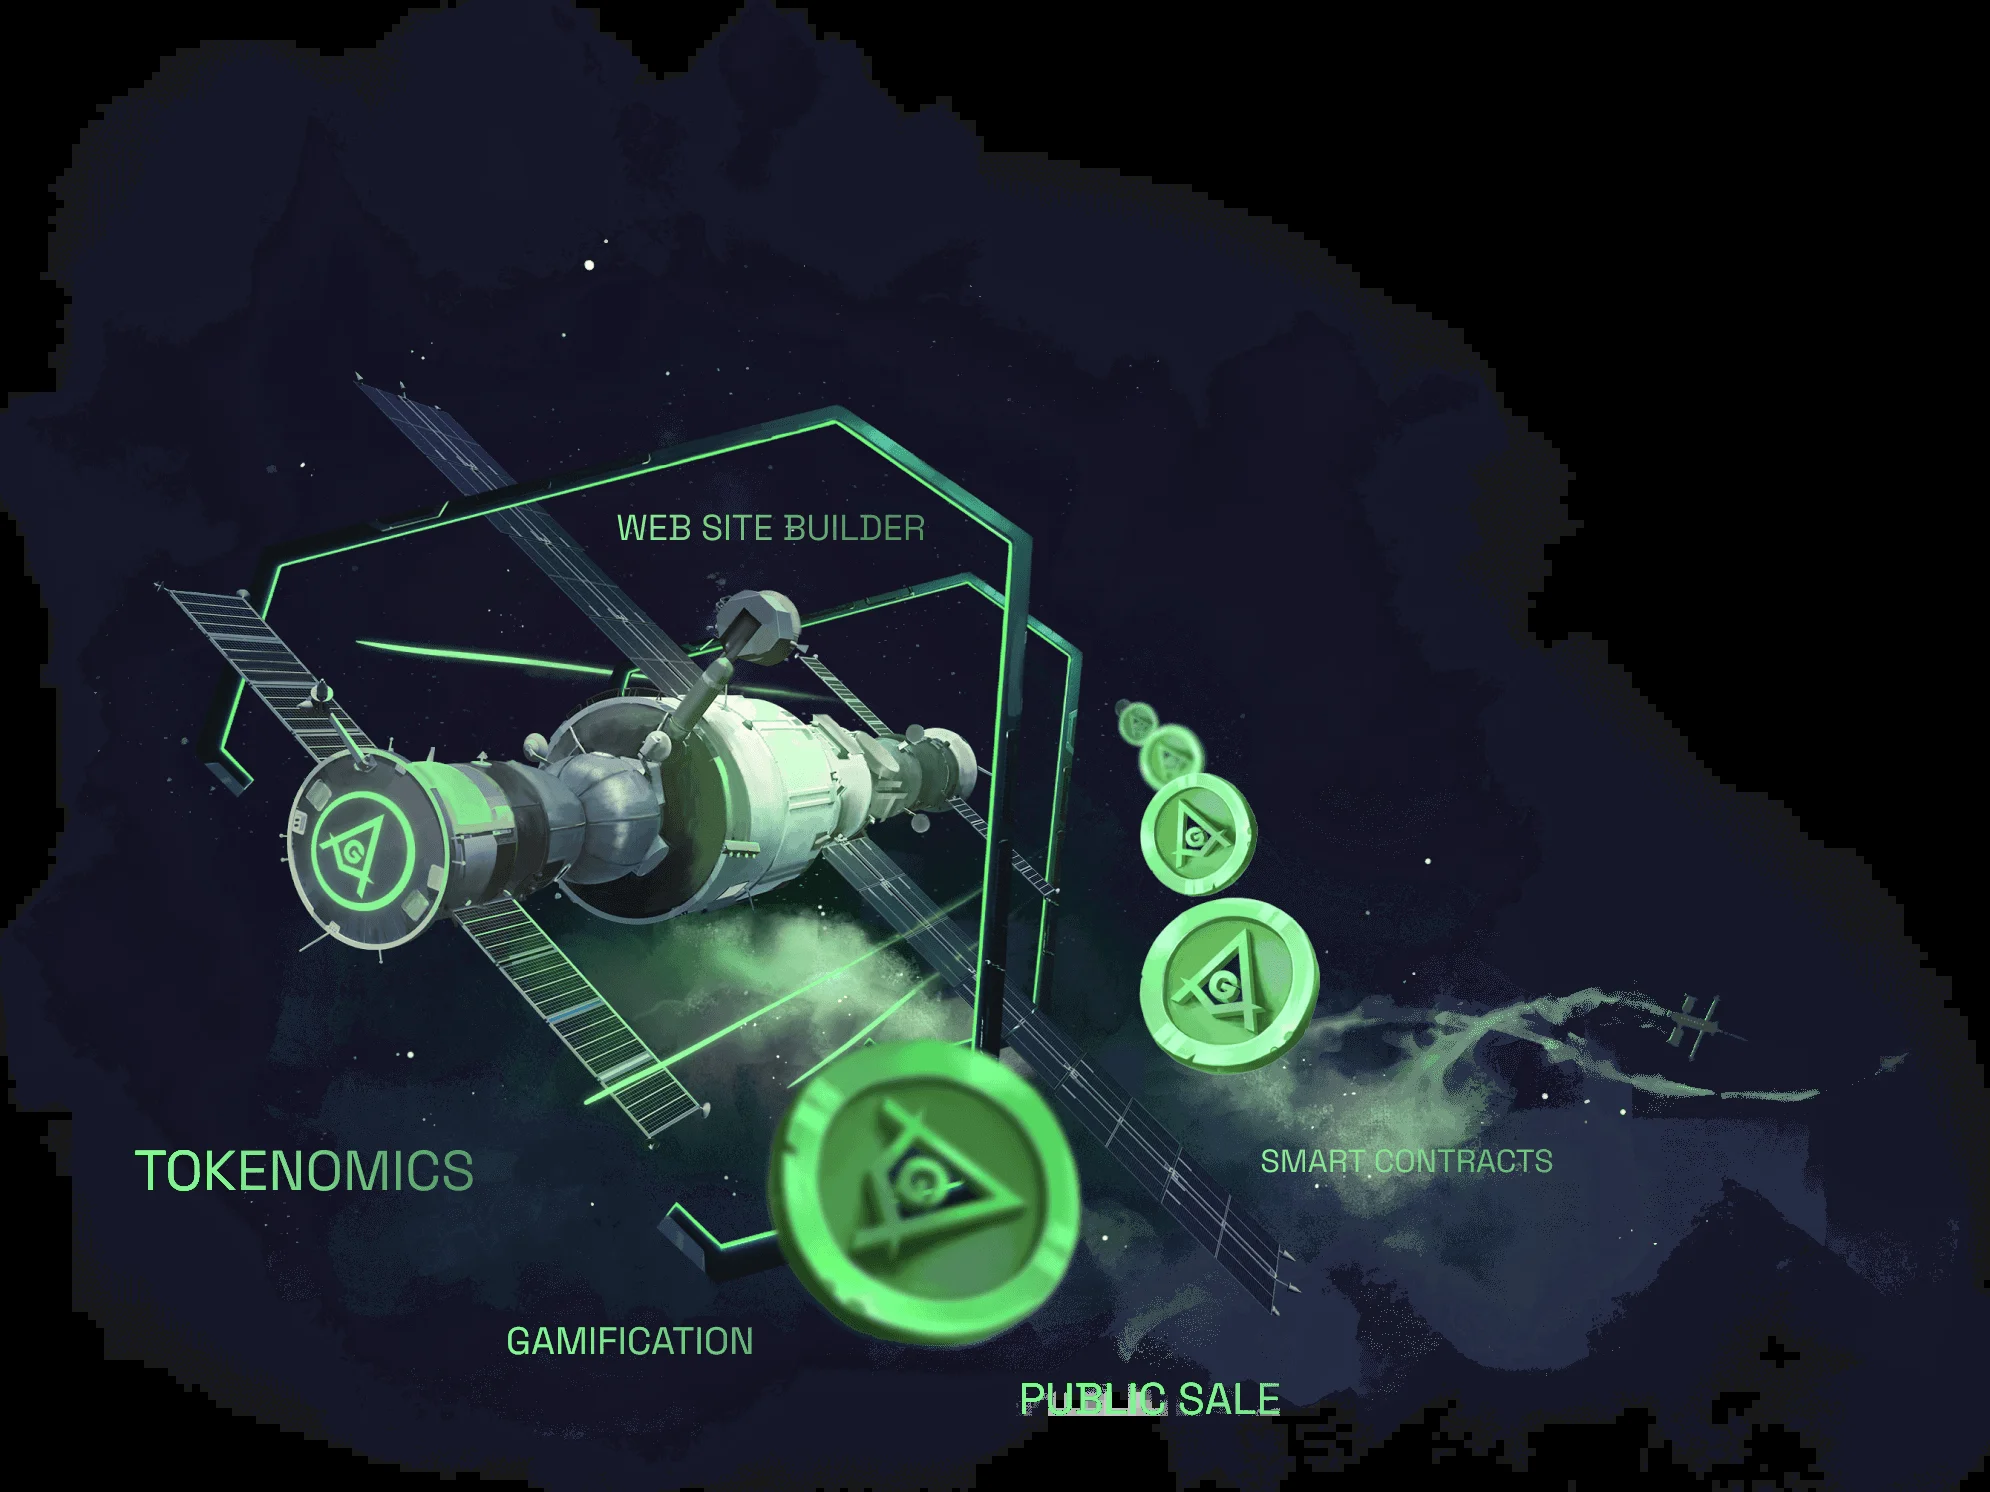 WEB SITE BUILDER
G
G
G
G
TOKENOMICS
SMART CONTRACTS
GAMIFICATION
PUBLIC SALE